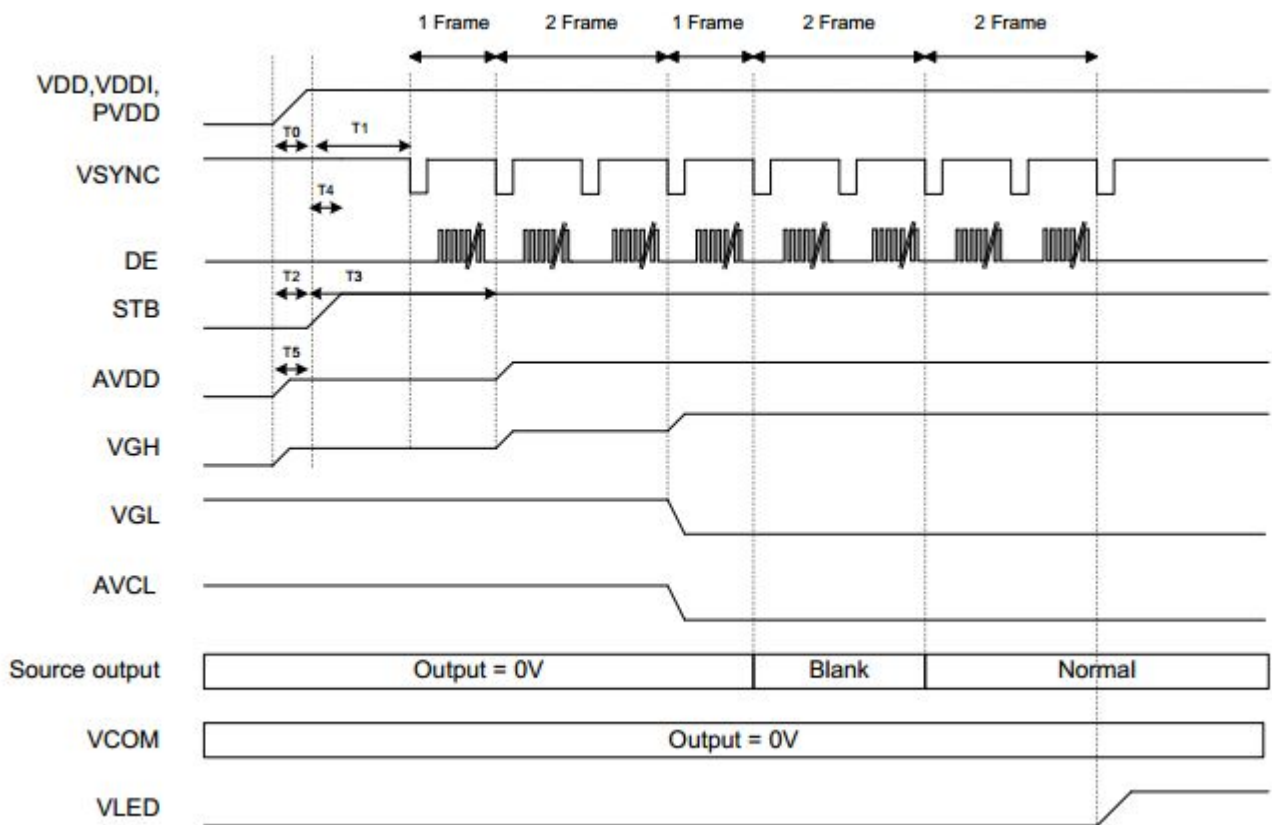 1 Frame 2 Frame 1 Frame 2 Frame 2 Frame
VDD,VDDI,
PVDD
T0 T1
VSYNC
T4
DE
T2 T3
STB
T5
AVDD
VGH
VGL
AVCL
Source output Output = 0V Blank Normal
VCOM Output = 0V
VLED